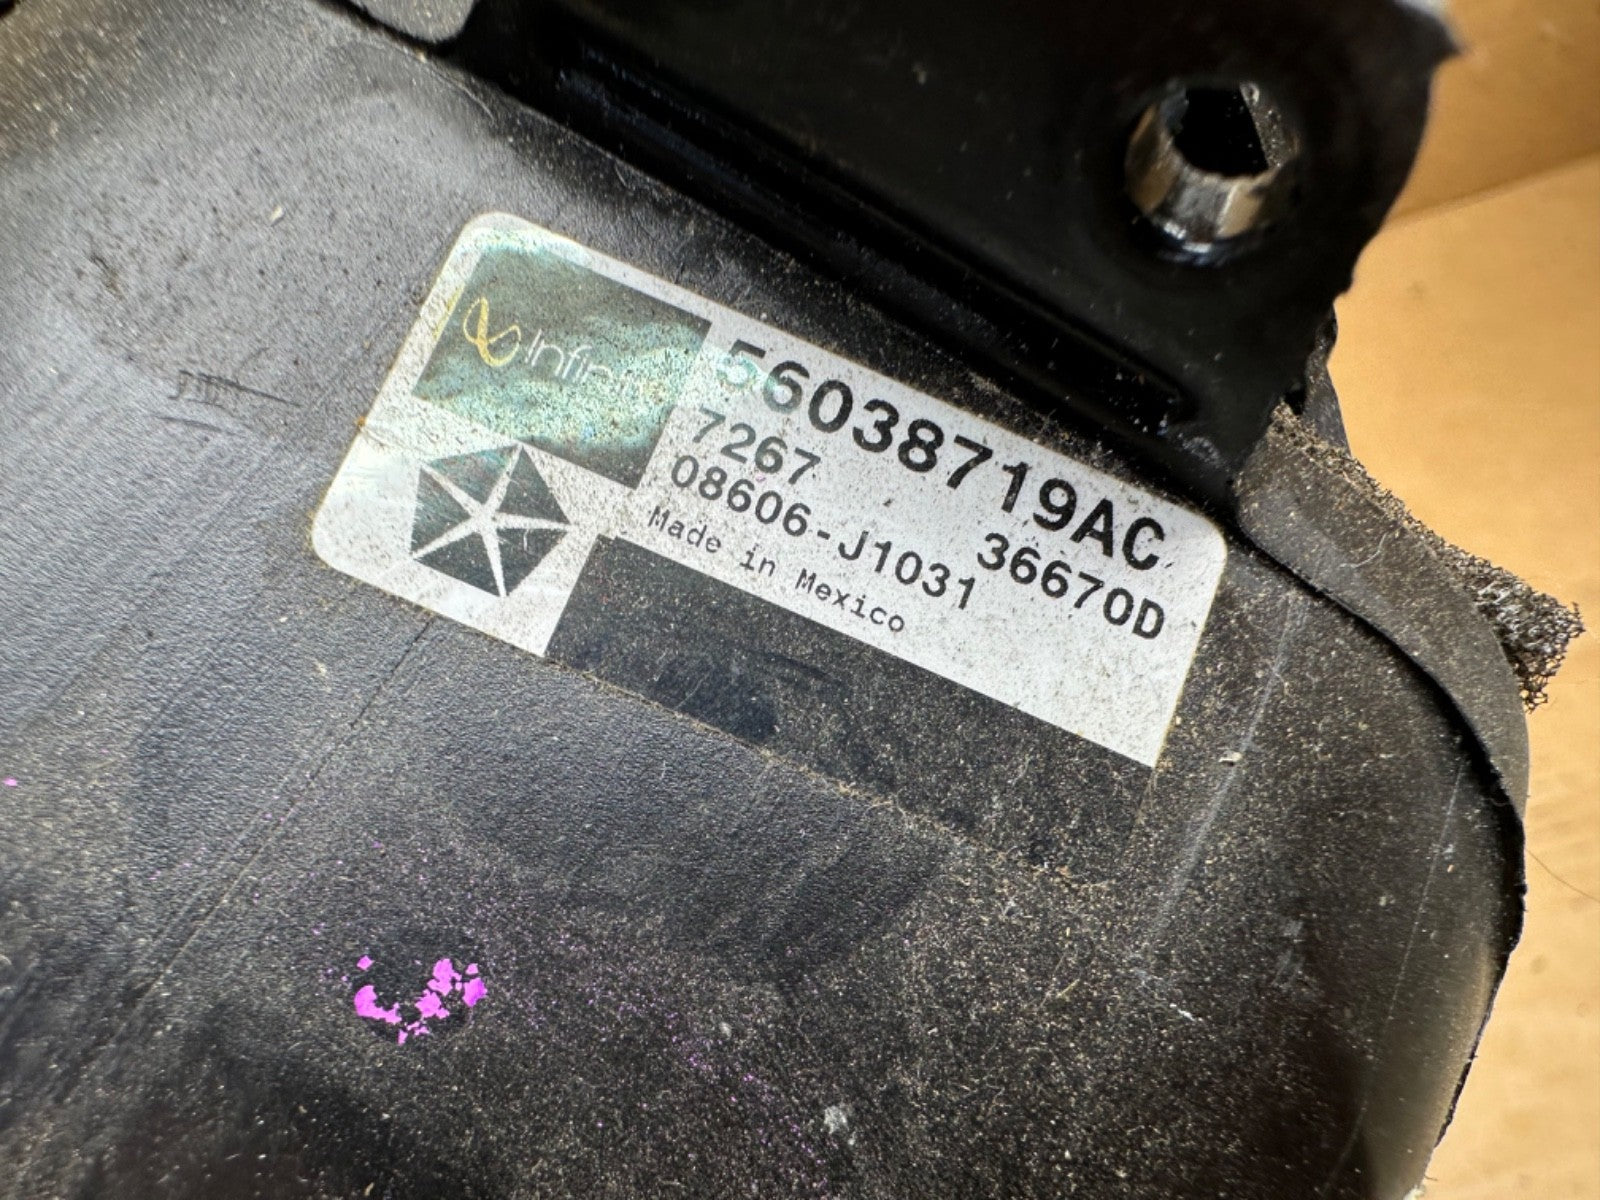 Infinity
56038719AC
7267
36670D
08606-J1031
Made in Mexico